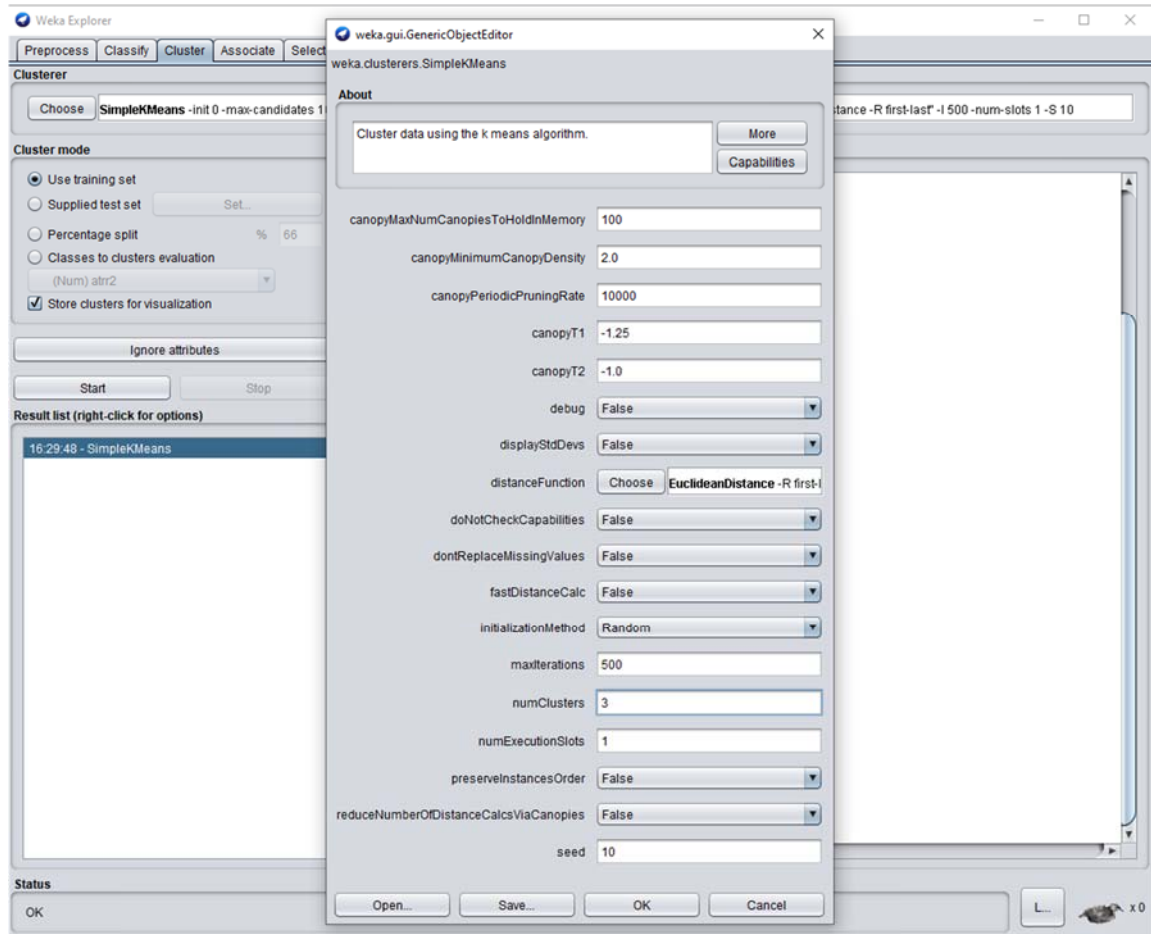 Weka Explorer
Preprocess Classify Cluster Associate Select
Clusterer
Choose SimpleKMeans -init 0 -max-candidates 1
stance -R first-last" -I 500 -num-slots 1 -S 10
Cluster mode
Use training set
Supplied test set Set...
Percentage split % 66
Classes to clusters evaluation
(Num) atrr2
Store clusters for visualization
Ignore attributes
Start Stop
Result list (right-click for options)
16:29:48 - SimpleKMeans
Status
OK
L... x 0
weka.gui.GenericObjectEditor
weka.clusterers.SimpleKMeans
About
Cluster data using the k means algorithm.
More
Capabilities
canopyMaxNumCanopiesToHoldInMemory 100
canopyMinimumCanopyDensity 2.0
canopyPeriodicPruningRate 10000
canopyT1 -1.25
canopyT2 -1.0
debug False
displayStdDevs False
distanceFunction Choose EuclideanDistance -R first-l
doNotCheckCapabilities False
dontReplaceMissingValues False
fastDistanceCalc False
initializationMethod Random
maxIterations 500
numClusters 3
numExecutionSlots 1
preserveInstancesOrder False
reduceNumberOfDistanceCalcsViaCanopies False
seed 10
Open... Save... OK Cancel